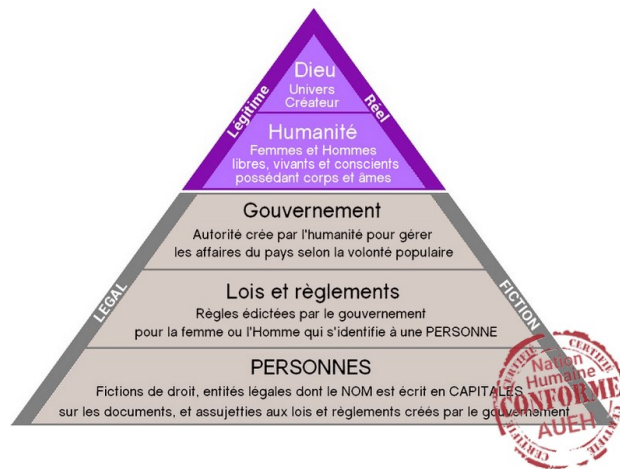 Dieu
Univers
Créateur
Légitime
Réel
Humanité
Femmes et Hommes
libres, vivants et conscients
possédant corps et âmes
Gouvernement
Autorité crée par l'humanité pour gérer
les affaires du pays selon la volonté populaire
LEGAL
FICTION
Lois et règlements
Règles édictées par le gouvernement
pour la femme ou l'Homme qui s'identifie à une PERSONNE
PERSONNES
Fictions de droit, entités légales dont le NOM est écrit en CAPITALES
sur les documents, et assujetties aux lois et règlements créés par le gouvernement
CERTIFIÉ
CERTIFIÉ
Nation
Humaine
CONFORME
AUEH
CERTIFIÉ
CERTIFIÉ